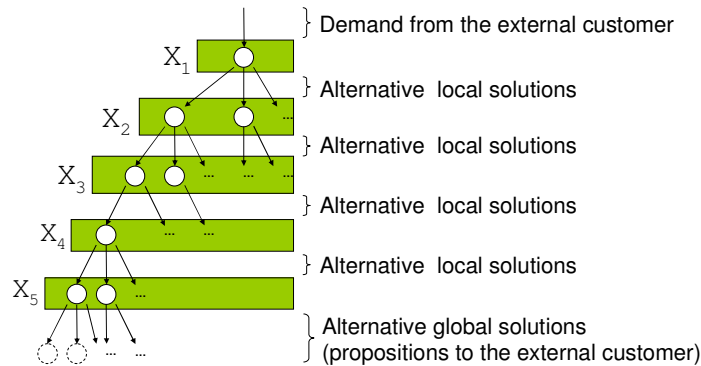 Demand from the external customer
X1
Alternative local solutions
X2
...
Alternative local solutions
X3
... ... ... ...
Alternative local solutions
X4
... ...
Alternative local solutions
X5
...
Alternative global solutions
... ...
(propositions to the external customer)